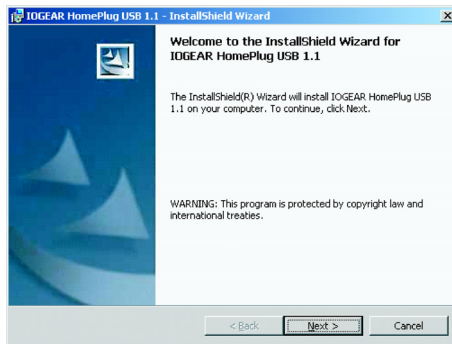 IOGEAR HomePlug USB 1.1 - InstallShield Wizard
Welcome to the InstallShield Wizard for
IOGEAR HomePlug USB 1.1
The InstallShield(R) Wizard will install IOGEAR HomePlug USB
1.1 on your computer. To continue, click Next.
WARNING: This program is protected by copyright law and
international treaties.
< Back
Next >
Cancel